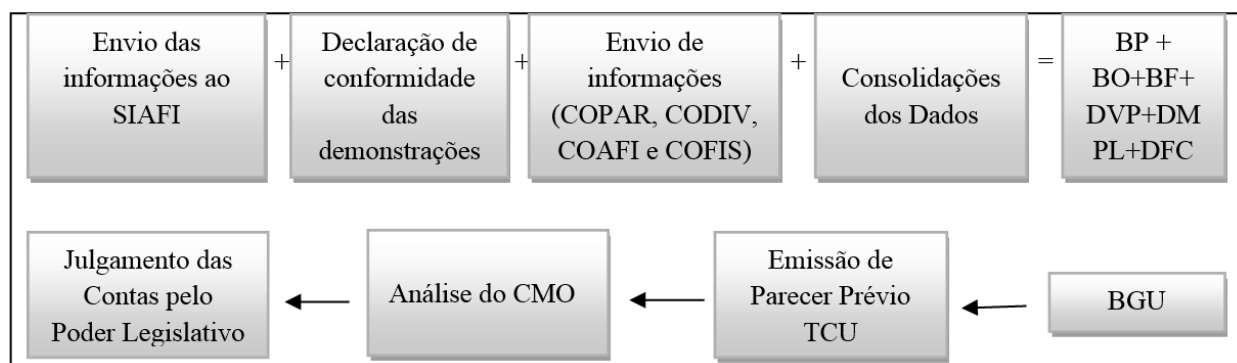 Envio das
informações ao
SIAFI
+
Declaração de
conformidade
das
demonstrações
+
Envio de
informações
(COPAR, CODIV,
COAFI e COFIS)
+
Consolidações
dos Dados
=
BP +
BO+BF+
DVP+DM
PL+DFC
Julgamento das
Contas pelo
Poder Legislativo
Análise do CMO
Emissão de
Parecer Prévio
TCU
BGU